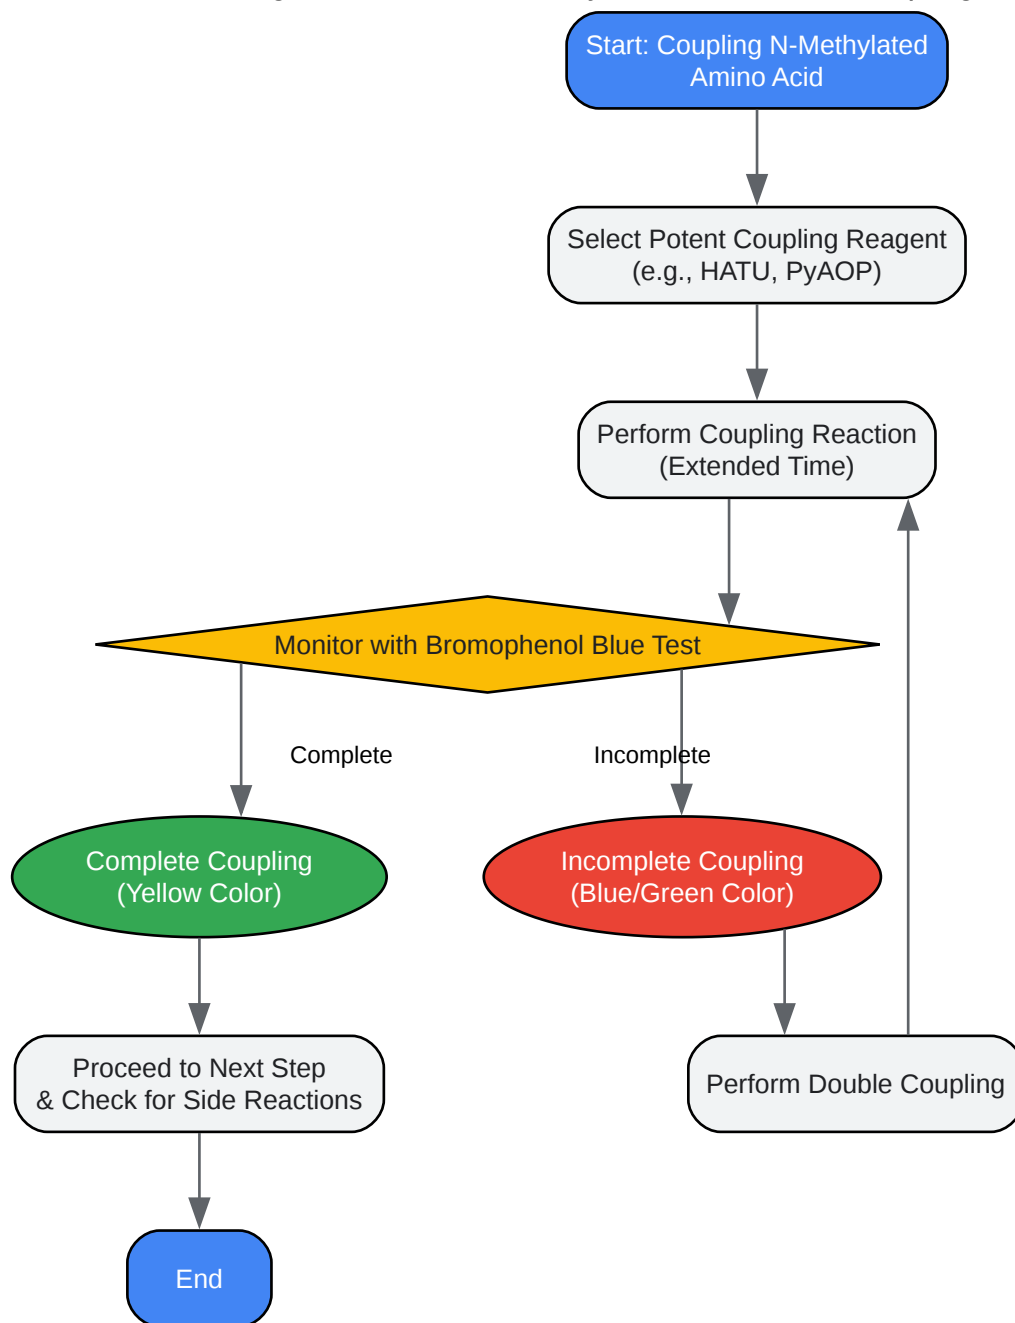 Start: Coupling N-Methylated
Amino Acid
Select Potent Coupling Reagent
(e.g., HATU, PyAOP)
Perform Coupling Reaction
(Extended Time)
Monitor with Bromophenol Blue Test
Complete
Incomplete
Complete Coupling
(Yellow Color)
Incomplete Coupling
(Blue/Green Color)
Proceed to Next Step
& Check for Side Reactions
Perform Double Coupling
End